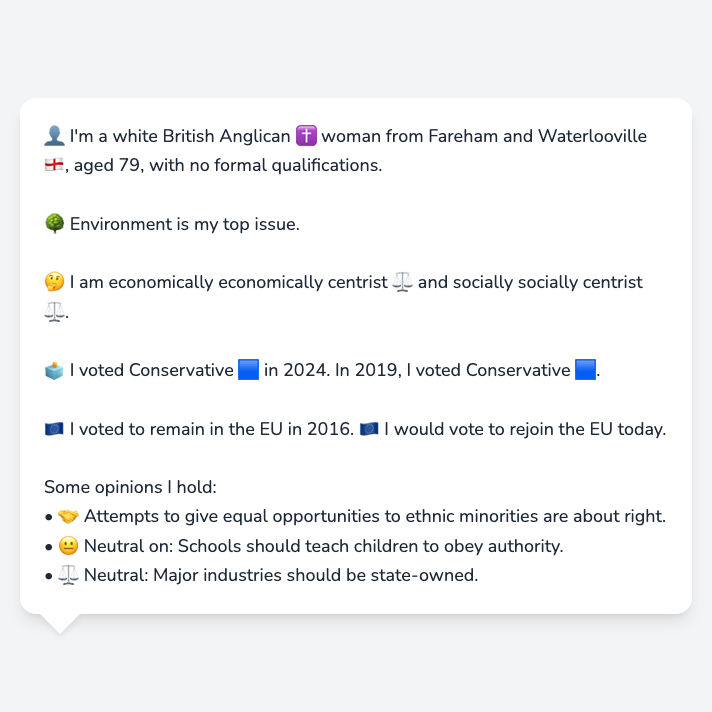 👤 I'm a white British Anglican ✝️ woman from Fareham and Waterlooville
🏴󠁧󠁢󠁥󠁮󠁧󠁿, aged 79, with no formal qualifications.
🌳 Environment is my top issue.
🤔 I am economically economically centrist ⚖️ and socially socially centrist
⚖️.
🗳️ I voted Conservative 🟦 in 2024. In 2019, I voted Conservative 🟦.
🇪🇺 I voted to remain in the EU in 2016. 🇪🇺 I would vote to rejoin the EU today.
Some opinions I hold:
• 🤝 Attempts to give equal opportunities to ethnic minorities are about right.
• 😐 Neutral on: Schools should teach children to obey authority.
• ⚖️ Neutral: Major industries should be state-owned.